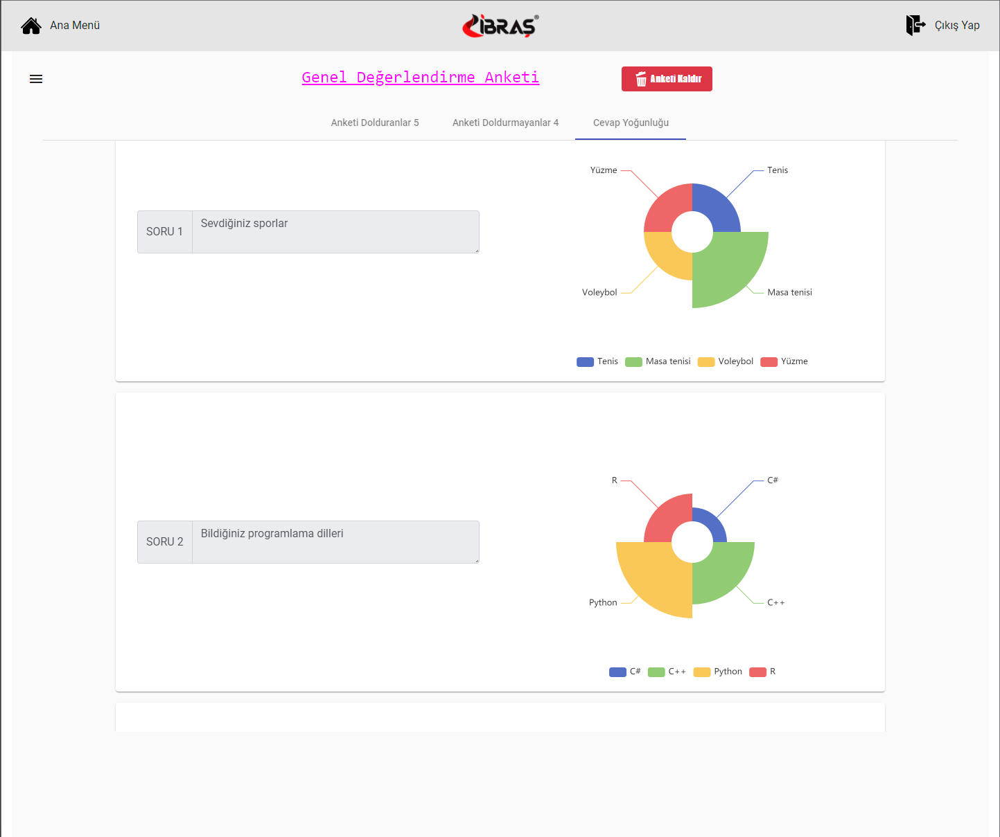 Ana Menü
İBRAŞ®
Çıkış Yap
Genel Değerlendirme Anketi
Anketi Kaldır
Anketi Dolduranlar 5
Anketi Doldurmayanlar 4
Cevap Yoğunluğu
SORU 1
Sevdiğiniz sporlar
Yüzme
Tenis
Voleybol
Masa tenisi
Tenis Masa tenisi Voleybol Yüzme
SORU 2
Bildiğiniz programlama dilleri
R
C#
Python
C++
C# C++ Python R